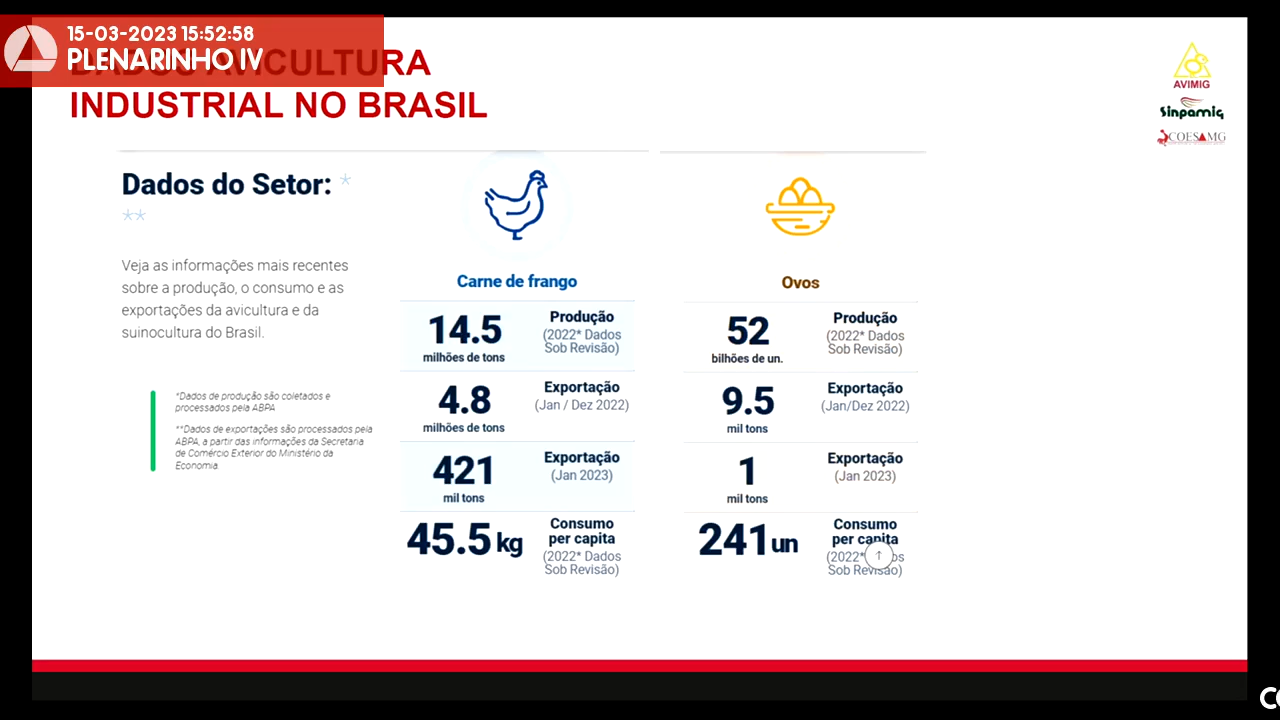 15-03-2023 15:52:58
PLENARINHO IV
DADOS AVICULTURA
INDUSTRIAL NO BRASIL
AVIMIG
Sinpamig
COESAMG
Dados do Setor: *
**
Veja as informações mais recentes
sobre a produção, o consumo e as
exportações da avicultura e da
suinocultura do Brasil.
*Dados de produção são coletados e
processados pela ABPA
**Dados de exportações são processados pela
ABPA, a partir das informações da Secretaria
de Comércio Exterior do Ministério da
Economia.
Carne de frango
14.5
milhões de tons
Produção
(2022* Dados
Sob Revisão)
4.8
milhões de tons
Exportação
(Jan / Dez 2022)
421
mil tons
Exportação
(Jan 2023)
45.5 kg
Consumo
per capita
(2022* Dados
Sob Revisão)
Ovos
52
bilhões de un.
Produção
(2022* Dados
Sob Revisão)
9.5
mil tons
Exportação
(Jan/Dez 2022)
1
mil tons
Exportação
(Jan 2023)
241 un
Consumo
per capita
(2022* Dados
Sob Revisão)